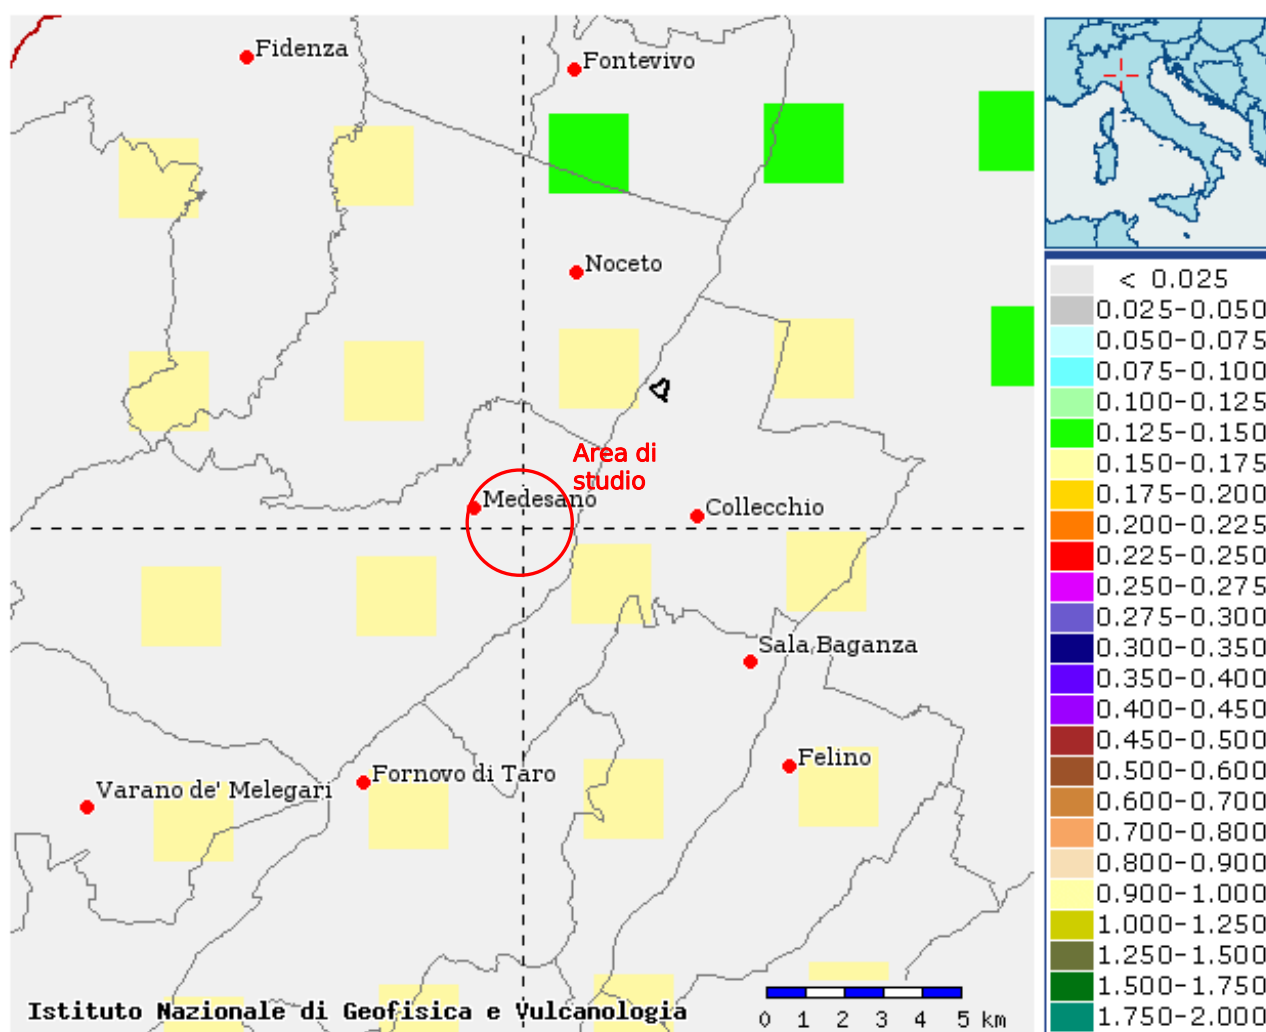 Fidenza
Fontevivo
Noceto
Area di
studio
Medesano
Collecchio
Sala Baganza
Felino
Fornovo di Taro
Varano de' Melegari
Istituto Nazionale di Geofisica e Vulcanologia
0 1 2 3 4 5 km
< 0.025
0.025-0.050
0.050-0.075
0.075-0.100
0.100-0.125
0.125-0.150
0.150-0.175
0.175-0.200
0.200-0.225
0.225-0.250
0.250-0.275
0.275-0.300
0.300-0.350
0.350-0.400
0.400-0.450
0.450-0.500
0.500-0.600
0.600-0.700
0.700-0.800
0.800-0.900
0.900-1.000
1.000-1.250
1.250-1.500
1.500-1.750
1.750-2.000